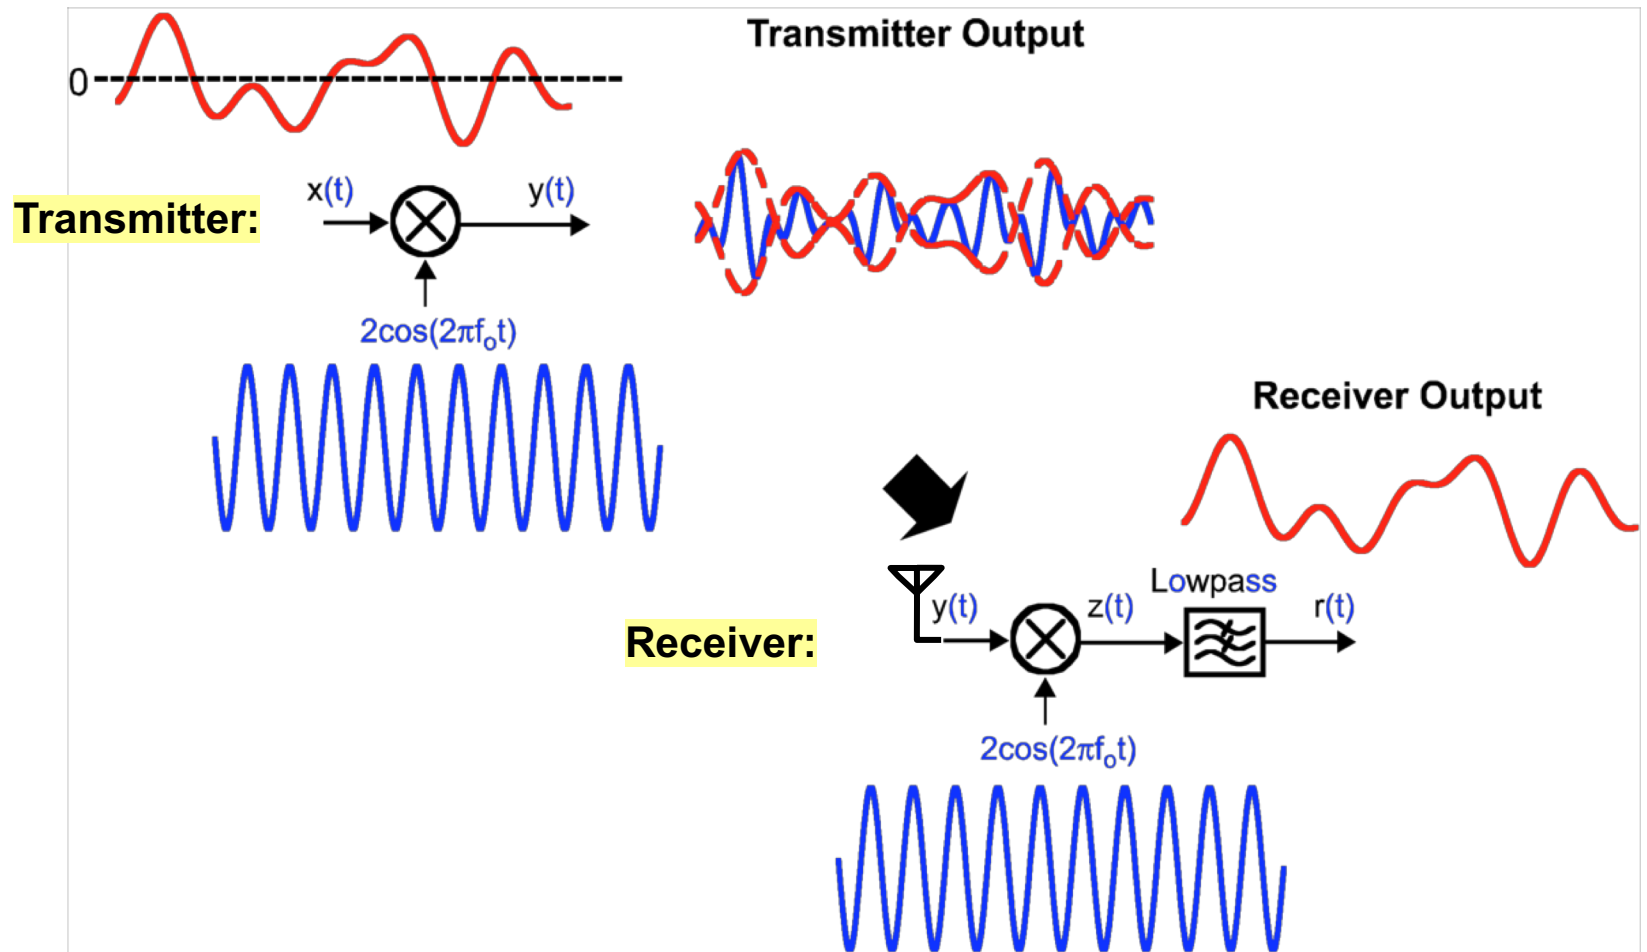 Transmitter Output
0
x(t)
y(t)
Transmitter:
2cos(2πfₒt)
Receiver Output
Lowpass
y(t)
z(t)
r(t)
Receiver:
2cos(2πfₒt)